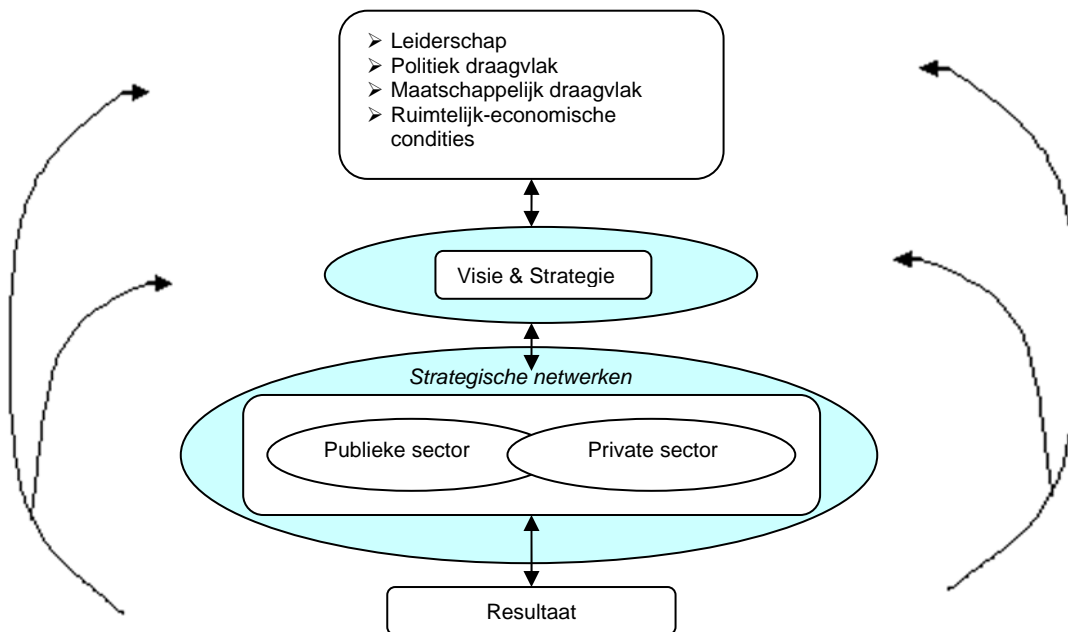 ➢ Leiderschap
➢ Politiek draagvlak
➢ Maatschappelijk draagvlak
➢ Ruimtelijk-economische
condities
Visie & Strategie
Strategische netwerken
Publieke sector
Private sector
Resultaat